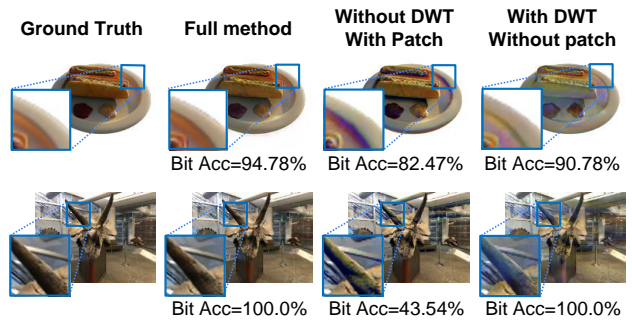 Ground Truth
Full method
Without DWT
With Patch
With DWT
Without patch
Bit Acc=94.78%
Bit Acc=82.47%
Bit Acc=90.78%
Bit Acc=100.0%
Bit Acc=43.54%
Bit Acc=100.0%